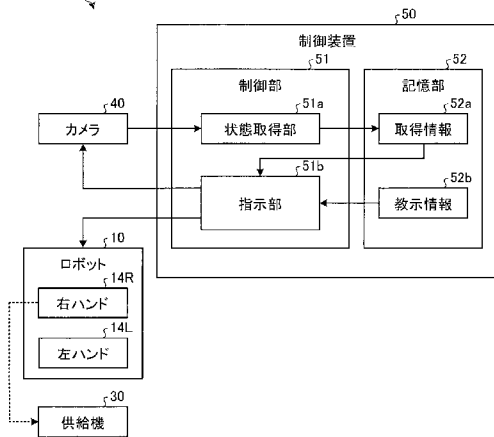 50
制御装置
51
制御部
52
記憶部
40
カメラ
51a
状態取得部
52a
取得情報
51b
指示部
52b
教示情報
10
ロボット
14R
右ハンド
14L
左ハンド
30
供給機